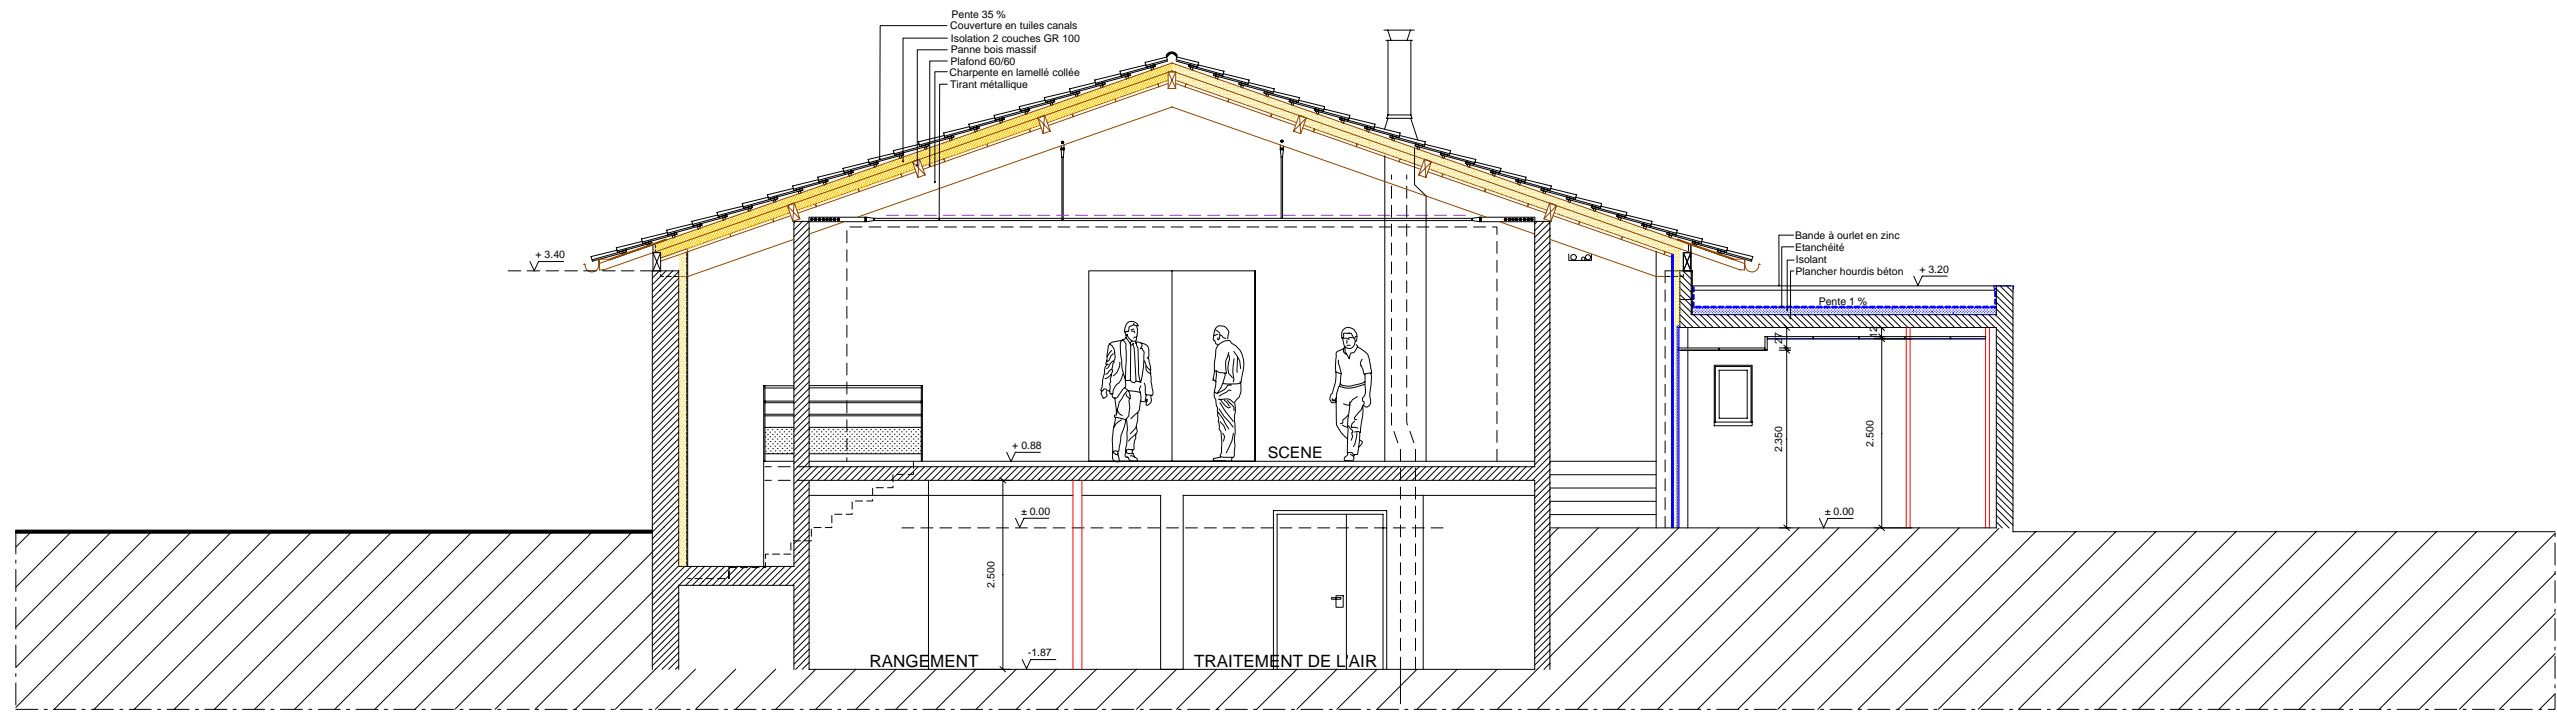 Pente 35 %
Couverture en tuiles canals
Isolation 2 couches GR 100
Panne bois massif
Plafond 60/60
Charpente en lamellé collée
Tirant métallique
+ 3.40
Bande à ourlet en zinc
Etanchéité
Isolant
Plancher hourdis béton
+ 3.20
Pente 1 %
27
12
2.350
2.500
+ 0.88
SCENE
± 0.00
± 0.00
2.500
RANGEMENT
-1.87
TRAITEMENT DE L'AIR